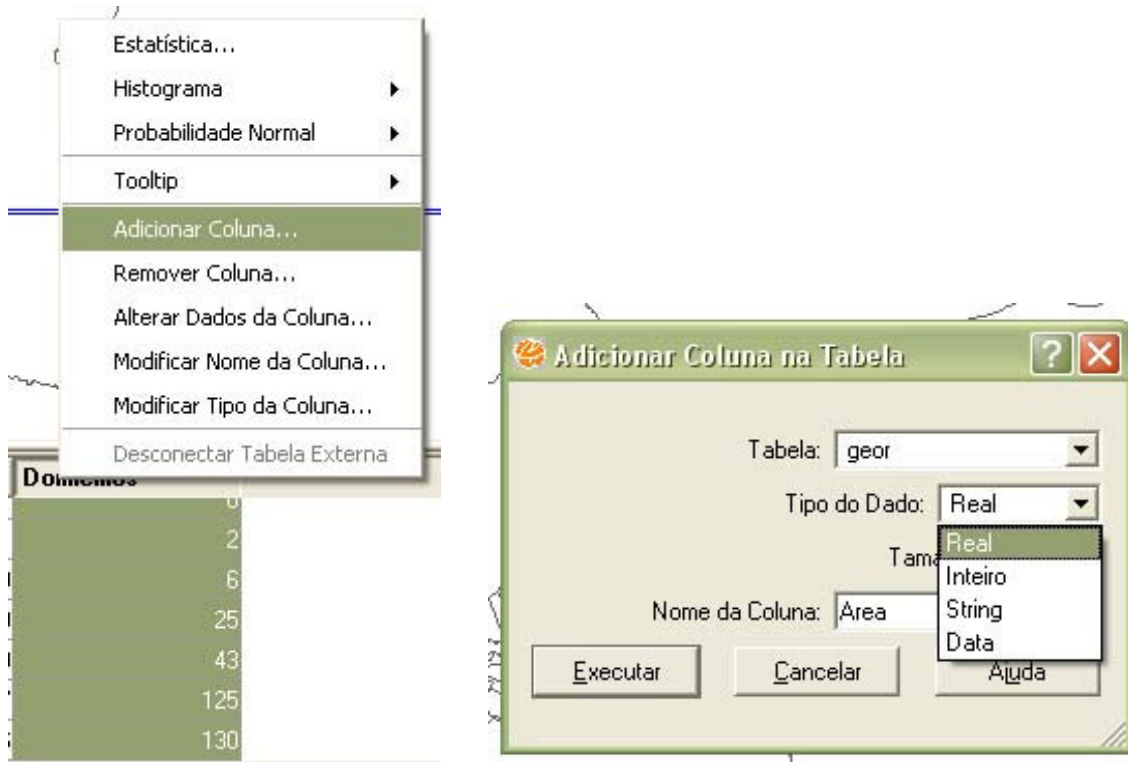 Estatística...
Histograma
Probabilidade Normal
Tooltip
Adicionar Coluna...
Remover Coluna...
Alterar Dados da Coluna...
Modificar Nome da Coluna...
Modificar Tipo da Coluna...
Desconectar Tabela Externa
2
6
25
43
125
130
Adicionar Coluna na Tabela
Tabela: geor
Tipo do Dado: Real
Real
Inteiro
String
Data
Nome da Coluna: Area
Executar Cancelar Ajuda